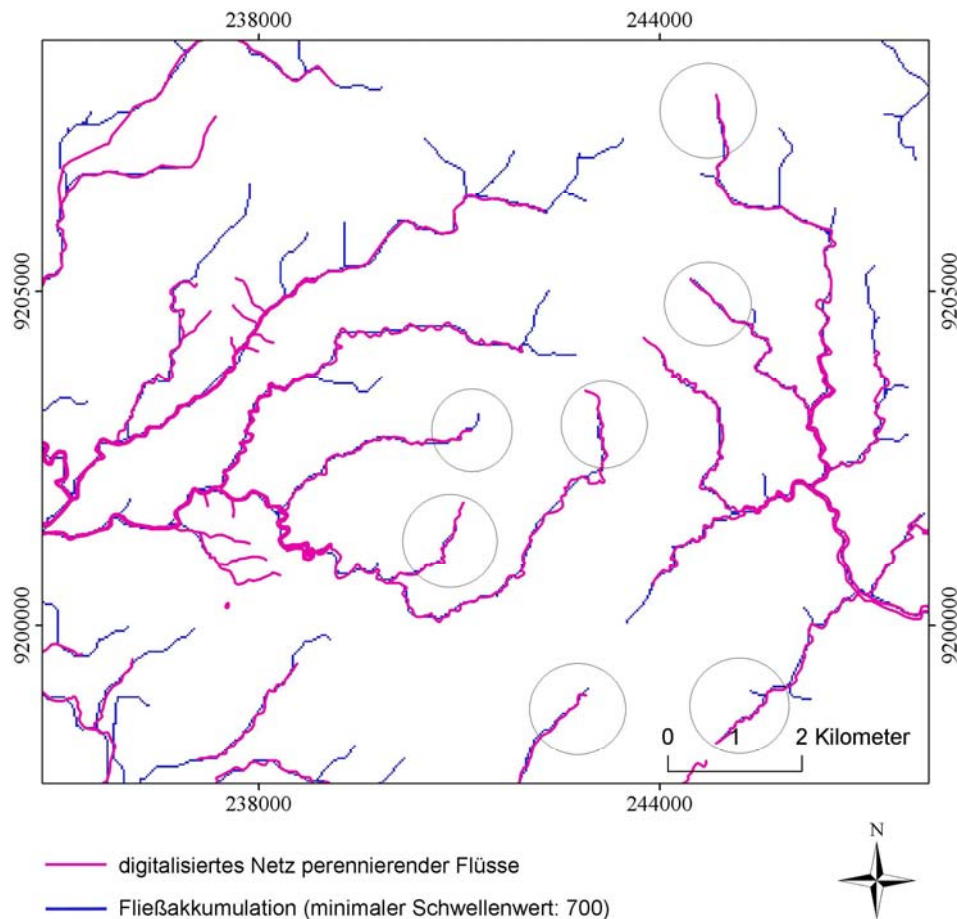 238000 244000
9205000 9205000
9200000 9200000
0 1 2 Kilometer
238000 244000
N
digitalisiertes Netz perennierender Flüsse
Fließakkumulation (minimaler Schwellenwert: 700)